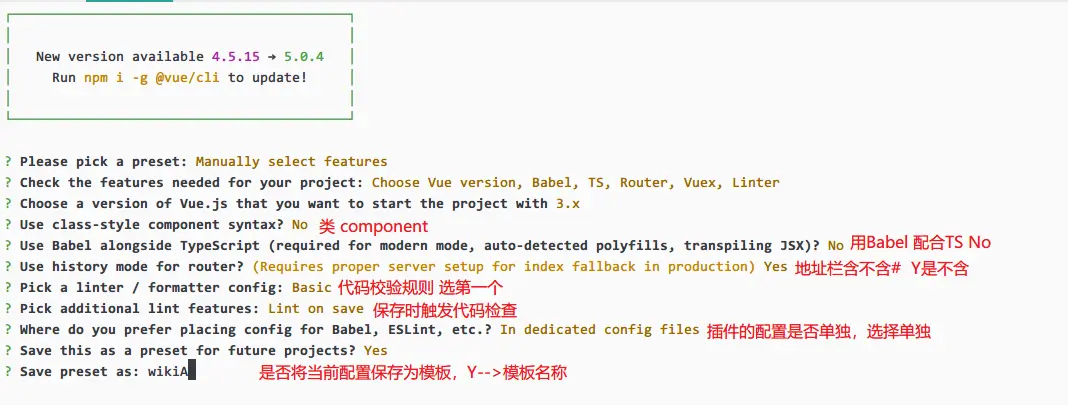 New version available 4.5.15 → 5.0.4
Run npm i -g @vue/cli to update!
? Please pick a preset: Manually select features
? Check the features needed for your project: Choose Vue version, Babel, TS, Router, Vuex, Linter
? Choose a version of Vue.js that you want to start the project with 3.x
? Use class-style component syntax? No 类 component
? Use Babel alongside TypeScript (required for modern mode, auto-detected polyfills, transpiling JSX)? No 用Babel 配合TS No
? Use history mode for router? (Requires proper server setup for index fallback in production) Yes 地址栏含不含# Y是不含
? Pick a linter / formatter config: Basic 代码校验规则 选第一个
? Pick additional lint features: Lint on save 保存时触发代码检查
? Where do you prefer placing config for Babel, ESLint, etc.? In dedicated config files 插件的配置是否单独，选择单独
? Save this as a preset for future projects? Yes
? Save preset as: wikiA 是否将当前配置保存为模板，Y-->模板名称